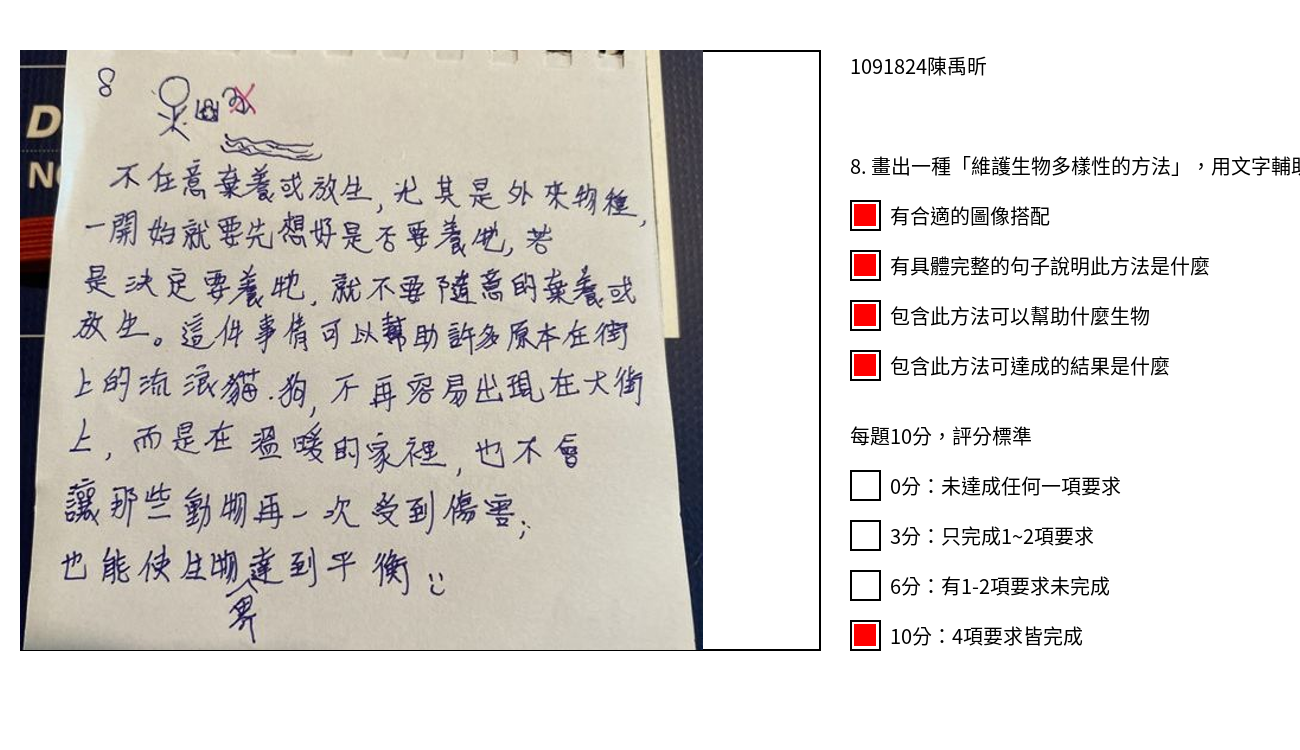 8
不任意棄養或放生,尤其是外來物種,
一開始就要先想好是否要養牠,若
是決定要養牠,就不要隨意的棄養或
放生。這件事情可以幫助許多原本在街
上的流浪貓.狗,不再容易出現在大街
上,而是在溫暖的家裡,也不會
讓那些動物再一次受到傷害;
也能使生物界達到平衡
D
1091824陳禹昕
8. 畫出一種「維護生物多樣性的方法」，用文字輔助
有合適的圖像搭配
有具體完整的句子說明此方法是什麼
包含此方法可以幫助什麼生物
包含此方法可達成的結果是什麼
每題10分，評分標準
0分：未達成任何一項要求
3分：只完成1~2項要求
6分：有1-2項要求未完成
10分：4項要求皆完成